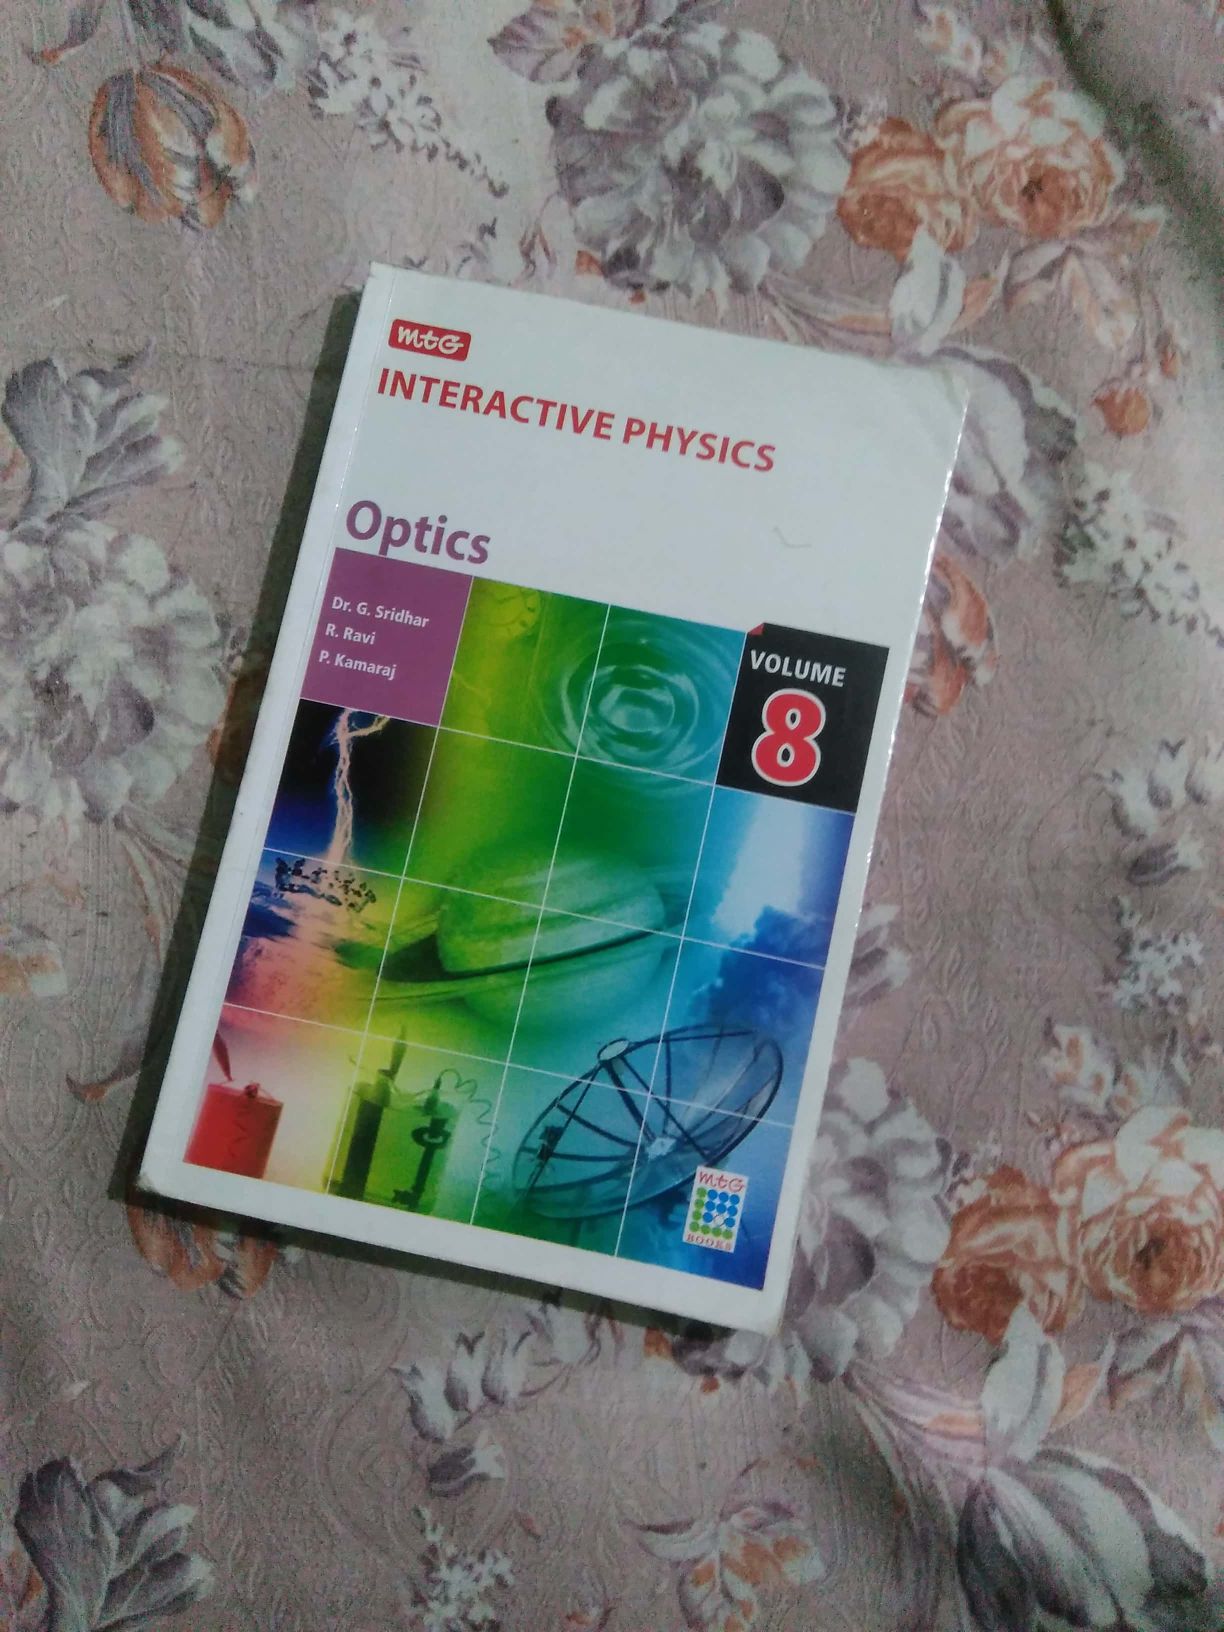 mtG
INTERACTIVE PHYSICS
Optics
Dr. G. Sridhar
R. Ravi
P. Kamaraj
VOLUME
8
mtG
BOOKS